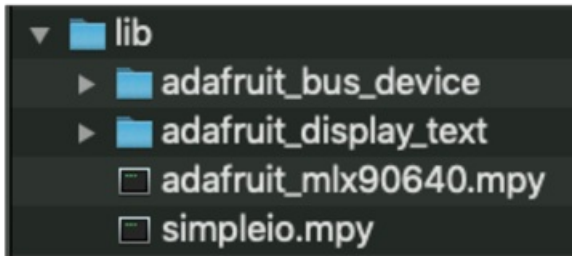 lib
adafruit_bus_device
adafruit_display_text
adafruit_mlx90640.mpy
simpleio.mpy